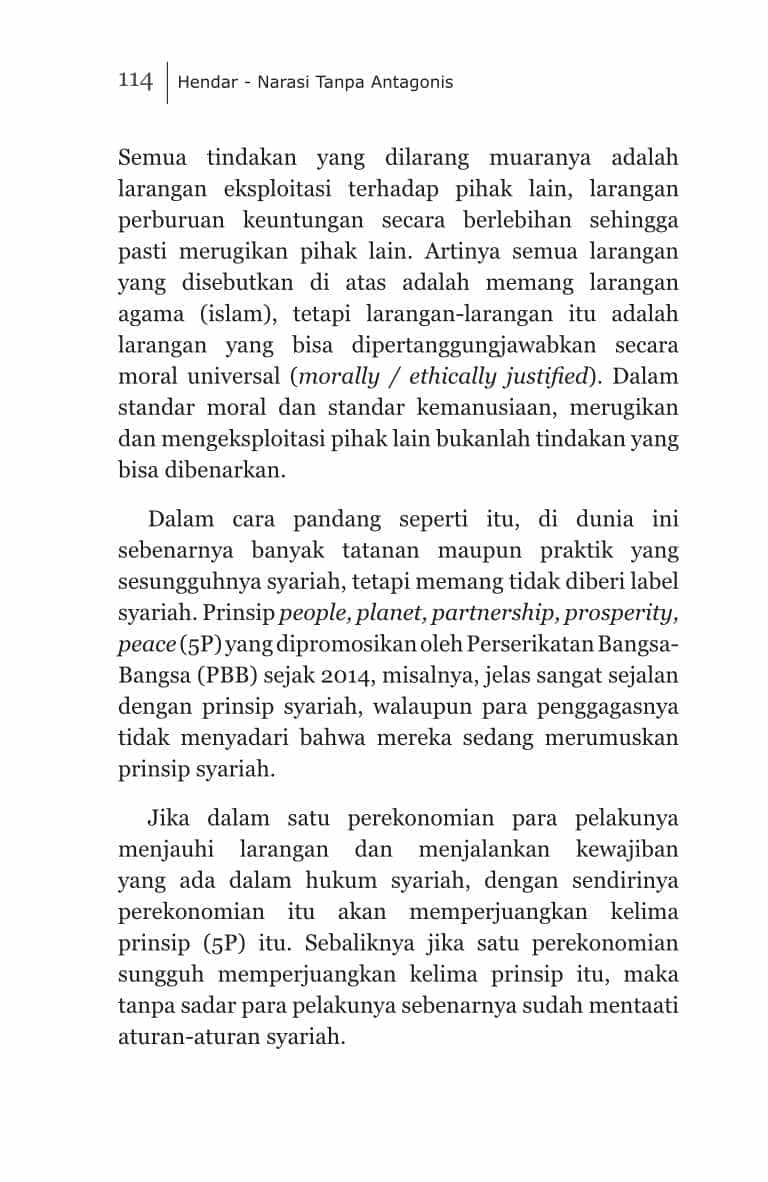 114
Hendar - Narasi Tanpa Antagonis
Semua tindakan yang dilarang muaranya adalah
larangan eksploitasi terhadap pihak lain, larangan
perburuan keuntungan secara berlebihan sehingga
pasti merugikan pihak lain. Artinya semua larangan
yang disebutkan di atas adalah memang larangan
agama (islam), tetapi larangan-larangan itu adalah
larangan yang bisa dipertanggungjawabkan secara
moral universal (morally / ethically justified). Dalam
standar moral dan standar kemanusiaan, merugikan
dan mengeksploitasi pihak lain bukanlah tindakan yang
bisa dibenarkan.
Dalam cara pandang seperti itu, di dunia ini
sebenarnya banyak tatanan maupun praktik yang
sesungguhnya syariah, tetapi memang tidak diberi label
syariah. Prinsip people, planet, partnership, prosperity,
peace (5P) yang dipromosikan oleh Perserikatan Bangsa-
Bangsa (PBB) sejak 2014, misalnya, jelas sangat sejalan
dengan prinsip syariah, walaupun para penggagasnya
tidak menyadari bahwa mereka sedang merumuskan
prinsip syariah.
Jika dalam satu perekonomian para pelakunya
menjauhi larangan dan menjalankan kewajiban
yang ada dalam hukum syariah, dengan sendirinya
perekonomian itu akan memperjuangkan kelima
prinsip (5P) itu. Sebaliknya jika satu perekonomian
sungguh memperjuangkan kelima prinsip itu, maka
tanpa sadar para pelakunya sebenarnya sudah mentaati
aturan-aturan syariah.